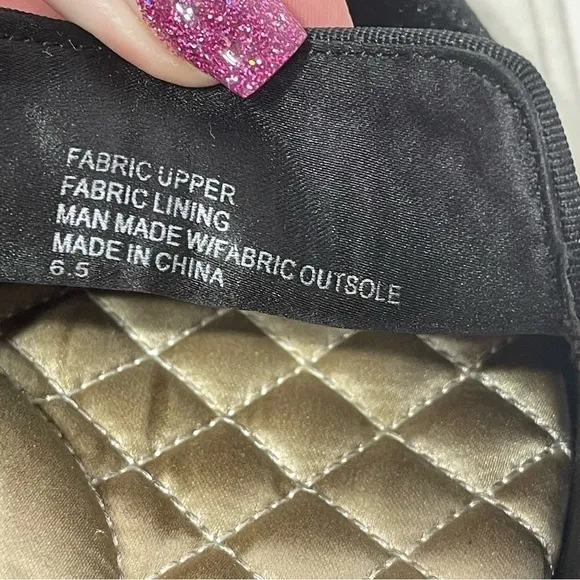 FABRIC UPPER
FABRIC LINING
MAN MADE W/FABRIC OUTSOLE
MADE IN CHINA
6.5